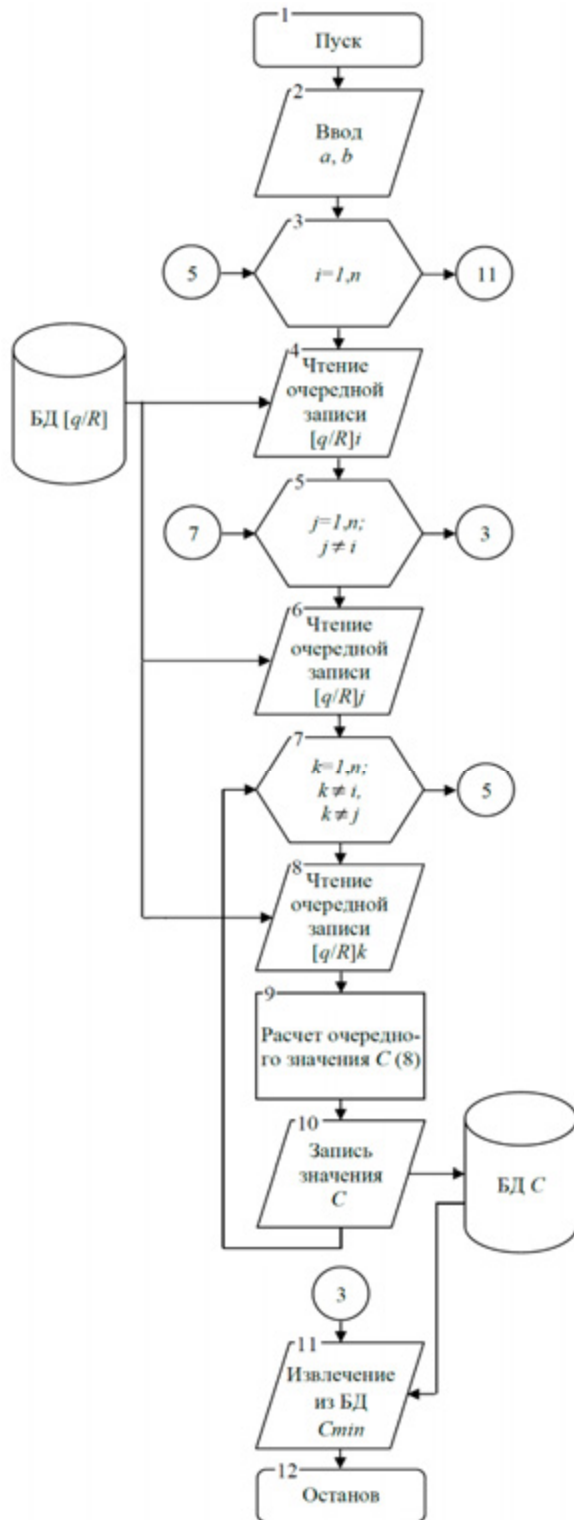 1
Пуск
2
Ввод
a, b
3
5
i=1,n
11
4
Чтение
очередной
записи
[q/R]i
БД [q/R]
5
7
j=1,n;
j ≠ i
3
6
Чтение
очередной
записи
[q/R]j
7
k=1,n;
k ≠ i,
k ≠ j
5
8
Чтение
очередной
записи
[q/R]k
9
Расчет очередно-
го значения C (8)
10
Запись
значения
C
БД C
3
11
Извлечение
из БД
Cmin
12
Останов